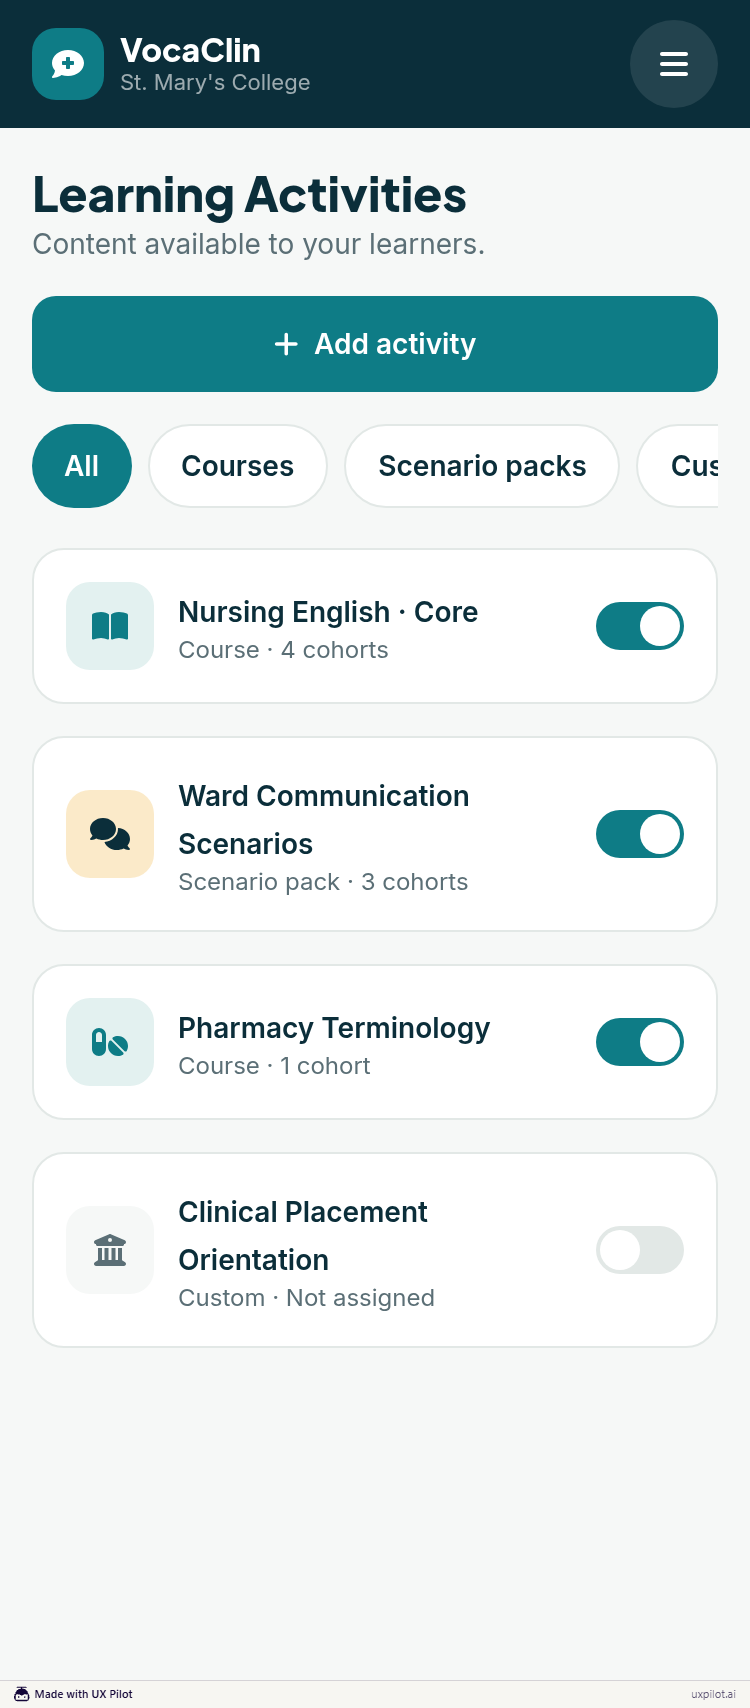 VocaClin
St. Mary's College
Learning Activities
Content available to your learners.
+ Add activity
All
Courses
Scenario packs
Cus
Nursing English · Core
Course · 4 cohorts
Ward Communication
Scenarios
Scenario pack · 3 cohorts
Pharmacy Terminology
Course · 1 cohort
Clinical Placement
Orientation
Custom · Not assigned
Made with UX Pilot
uxpilot.ai